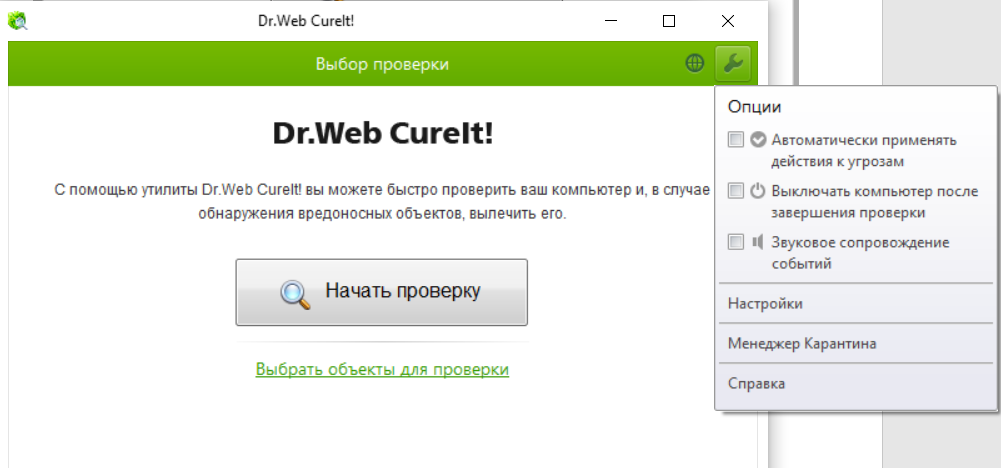 Dr.Web CureIt!
Выбор проверки
Dr.Web CureIt!
С помощью утилиты Dr.Web CureIt! вы можете быстро проверить ваш компьютер и, в случае
обнаружения вредоносных объектов, вылечить его.
Начать проверку
Выбрать объекты для проверки
Опции
Автоматически применять
действия к угрозам
Выключать компьютер после
завершения проверки
Звуковое сопровождение
событий
Настройки
Менеджер Карантина
Справка